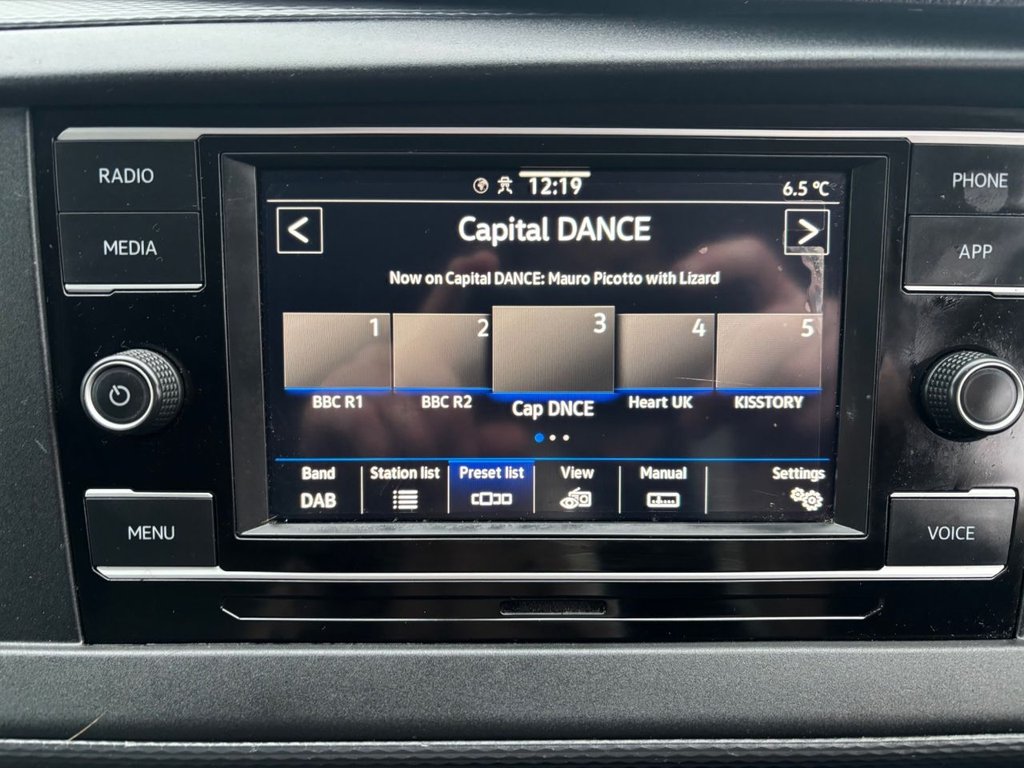 RADIO
MEDIA
MENU
12:19
6.5 °C
<
Capital DANCE
>
Now on Capital DANCE: Mauro Picotto with Lizard
1
2
3
4
5
BBC R1
BBC R2
Cap DNCE
Heart UK
KISSTORY
Band
DAB
Station list
Preset list
View
Manual
Settings
PHONE
APP
VOICE